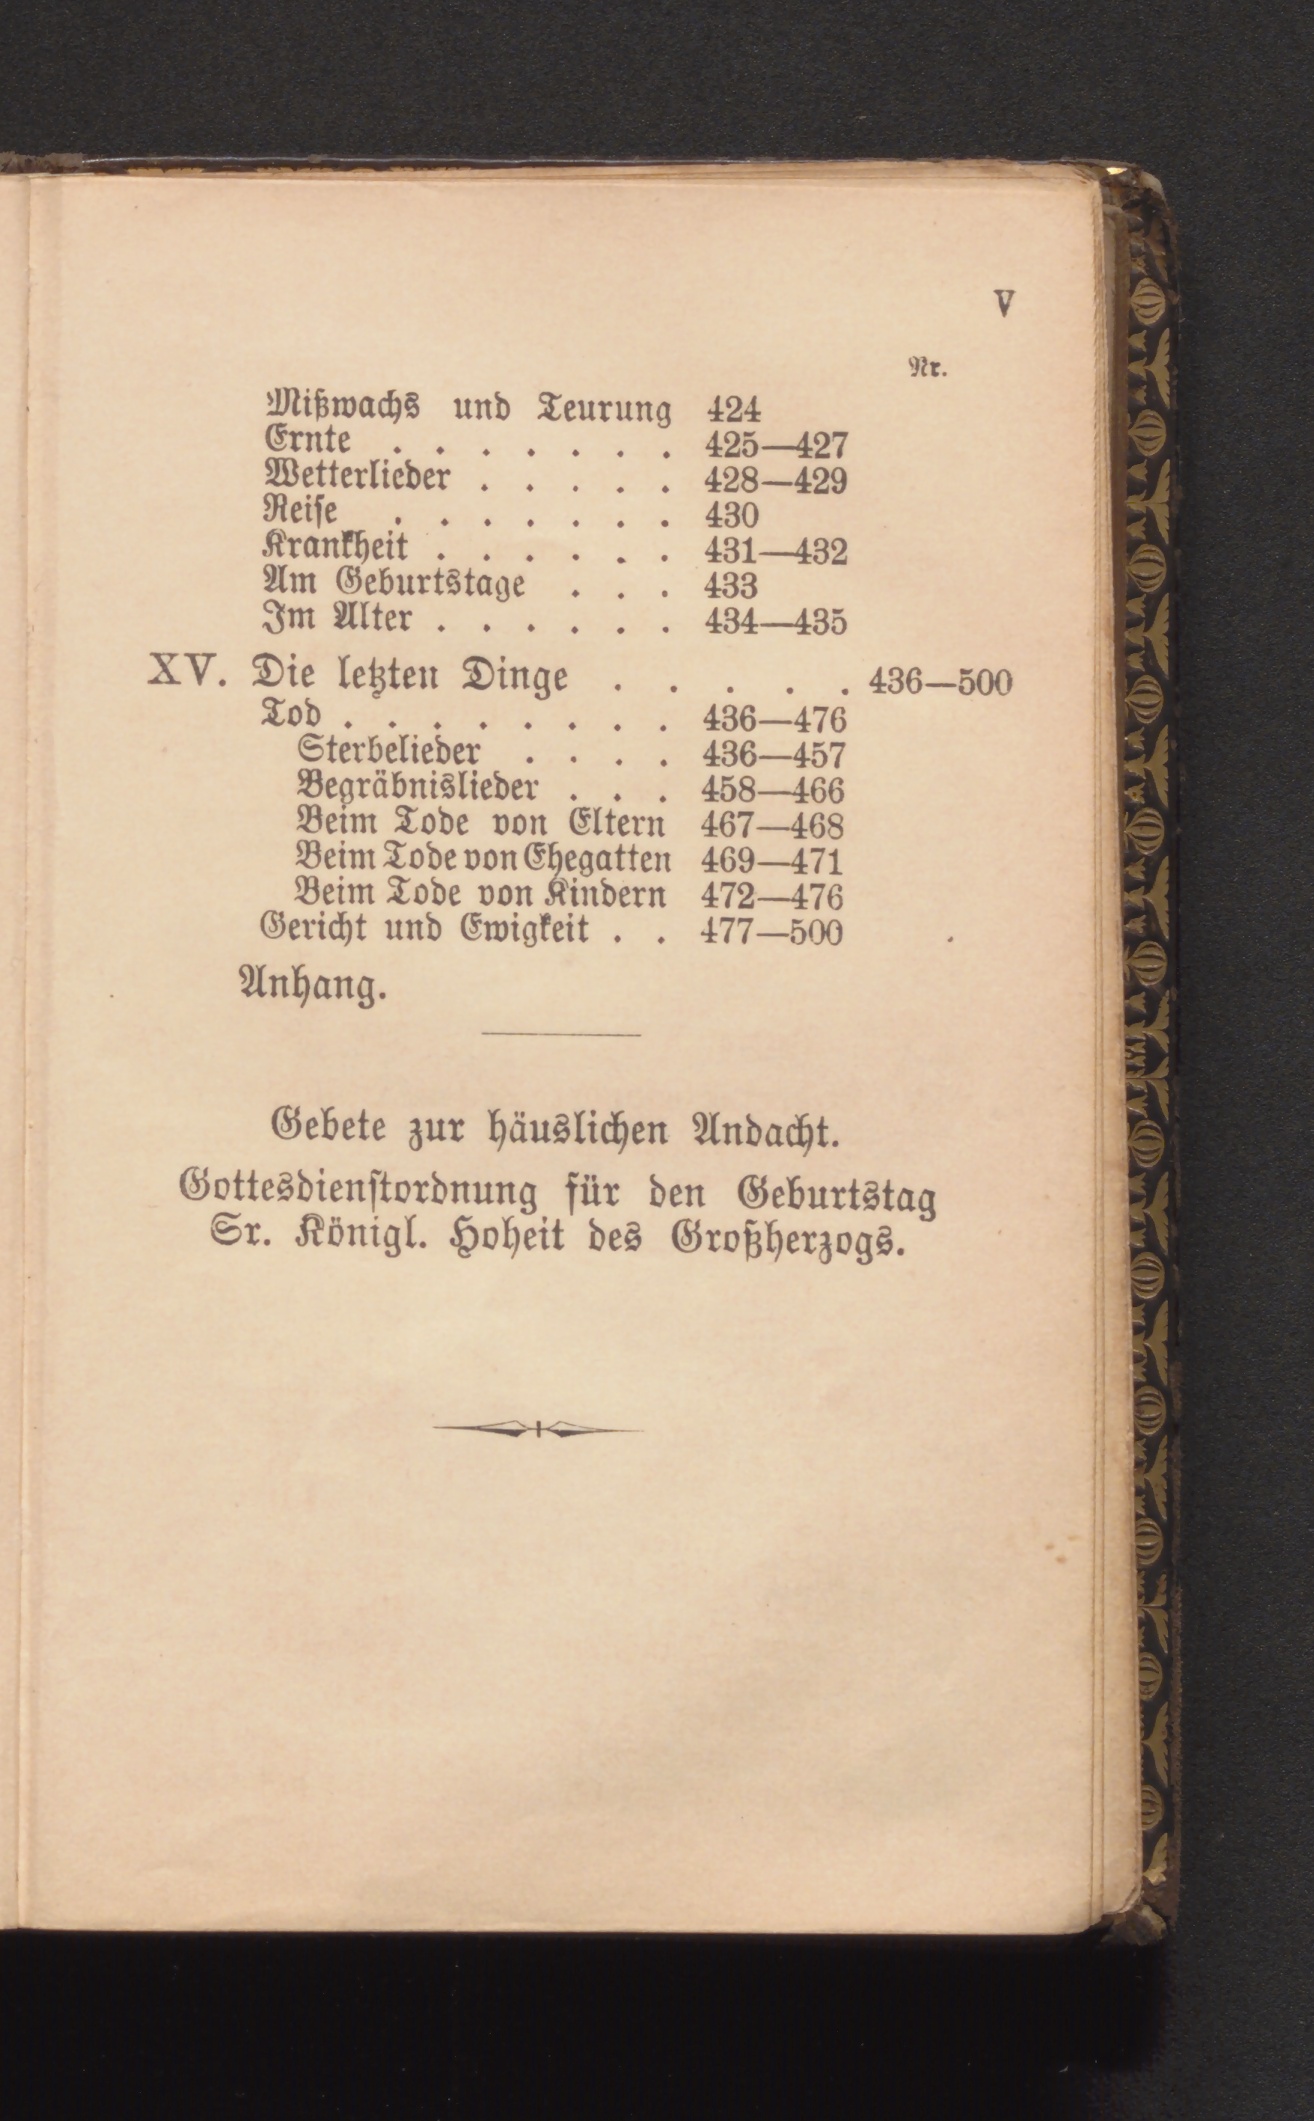 V
Nr.
Mißwachs und Teurung 424
Ernte . . . . . . . 425—427
Wetterlieder . . . . . 428—429
Reiſe . . . . . . . 430
Krankheit . . . . . . 431—432
Am Geburtstage . . . 433
Im Alter . . . . . . 434—435
XV. Die letzten Dinge . . . . . 436—500
Tod . . . . . . . . 436—476
Sterbelieder . . . . 436—457
Begräbnislieder . . . 458—466
Beim Tode von Eltern 467—468
Beim Tode von Ehegatten 469—471
Beim Tode von Kindern 472—476
Gericht und Ewigkeit . . 477—500
Anhang.
Gebete zur häuslichen Andacht.
Gottesdienſtordnung für den Geburtstag
Sr. Königl. Hoheit des Großherzogs.